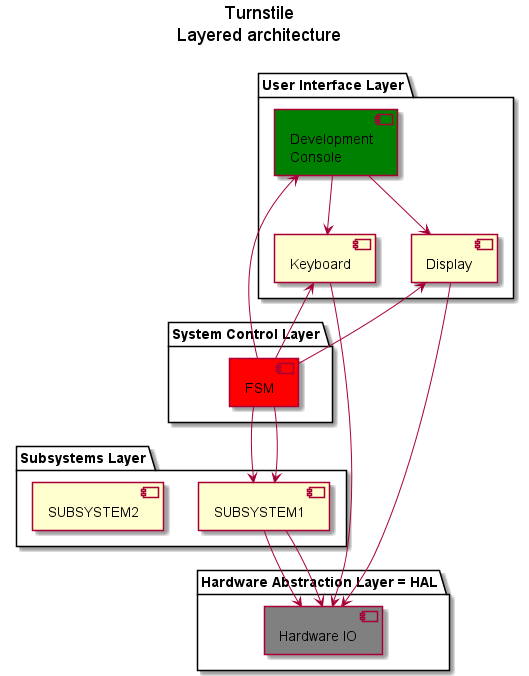 Turnstile
Layered architecture
User Interface Layer
Development
Console
Keyboard
Display
System Control Layer
FSM
Subsystems Layer
SUBSYSTEM2
SUBSYSTEM1
Hardware Abstraction Layer = HAL
Hardware IO